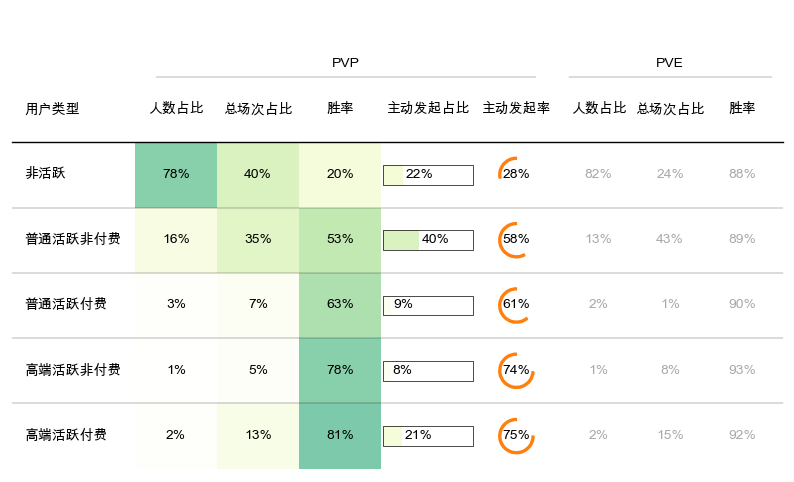 PVP PVE
用户类型 人数占比 总场次占比 胜率 主动发起占比 主动发起率 人数占比 总场次占比 胜率
非活跃 78% 40% 20% 22% 28% 82% 24% 88%
普通活跃非付费 16% 35% 53% 40% 58% 13% 43% 89%
普通活跃付费 3% 7% 63% 9% 61% 2% 1% 90%
高端活跃非付费 1% 5% 78% 8% 74% 1% 8% 93%
高端活跃付费 2% 13% 81% 21% 75% 2% 15% 92%